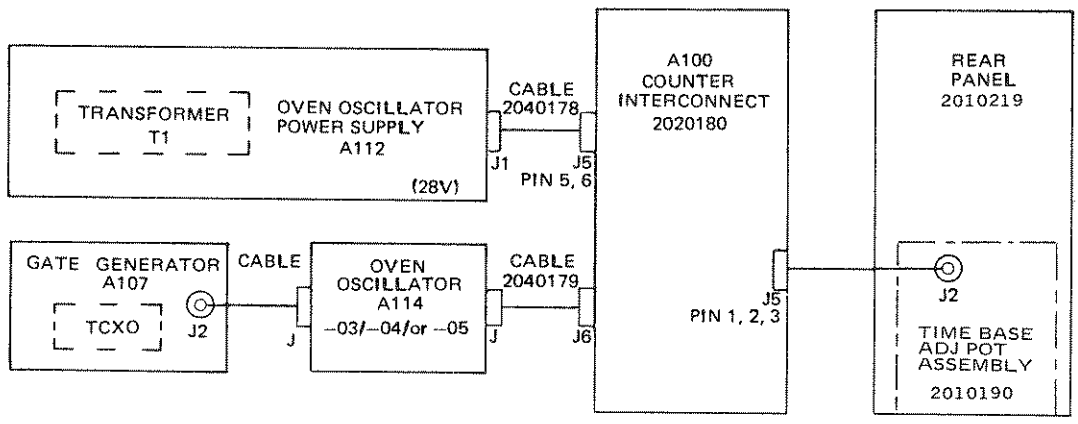 TRANSFORMER
T1
OVEN OSCILLATOR
POWER SUPPLY
A112
(28V)
J1
CABLE
2040178
J5
PIN 5, 6
A100
COUNTER
INTERCONNECT
2020180
REAR
PANEL
2010219
GATE GENERATOR
A107
TCXO
J2
CABLE
J
OVEN
OSCILLATOR
A114
–03/–04/or –05
J
CABLE
2040179
J6
J5
PIN 1, 2, 3
J2
TIME BASE
ADJ POT
ASSEMBLY
2010190